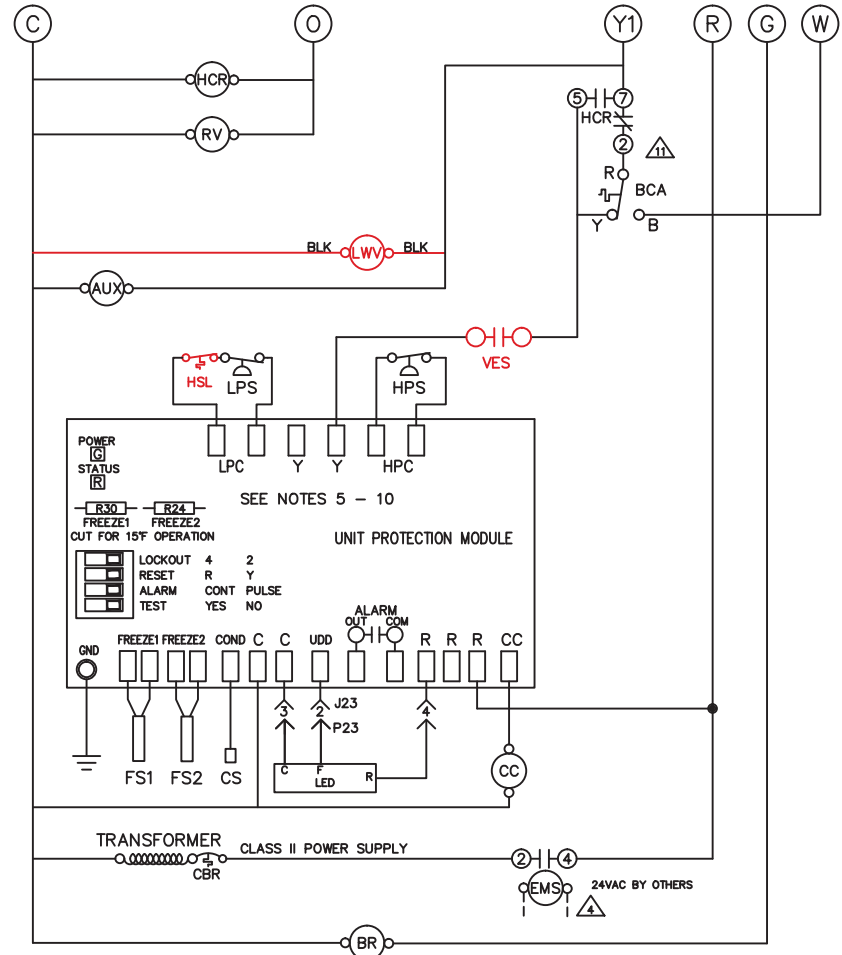 C O Y1 R G W
HCR
5 7
HCR
RV
2 11
R
BCA
Y B
BLK LWV BLK
AUX
VES
HSL LPS HPS
POWER
G
STATUS
R
LPC Y Y HPC
SEE NOTES 5 - 10
R30 R24
FREEZE1 FREEZE2
CUT FOR 15°F OPERATION
UNIT PROTECTION MODULE
LOCKOUT 4 2
RESET R Y
ALARM CONT PULSE
TEST YES NO
ALARM
OUT COM
GND
FREEZE1 FREEZE2 COND C C UDD R R R CC
J23
3 2 4
P23
C F R
LED
FS1 FS2 CS
CC
TRANSFORMER
CLASS II POWER SUPPLY
CBR
2 4
EMS
24VAC BY OTHERS
4
BR